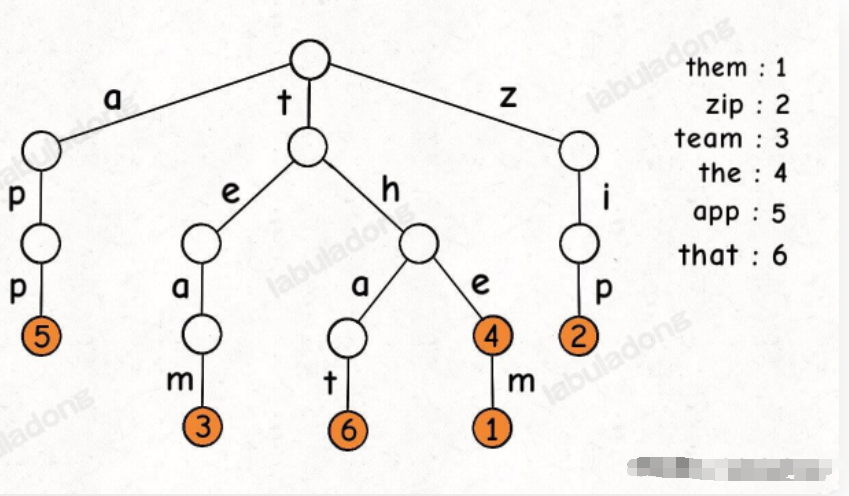 a
t
z
p
e
h
i
p
a
a
e
p
5
4
2
m
t
m
3
6
1
them : 1
zip : 2
team : 3
the : 4
app : 5
that : 6
labuladong
labuladong
labuladong
labuladong
labuladong